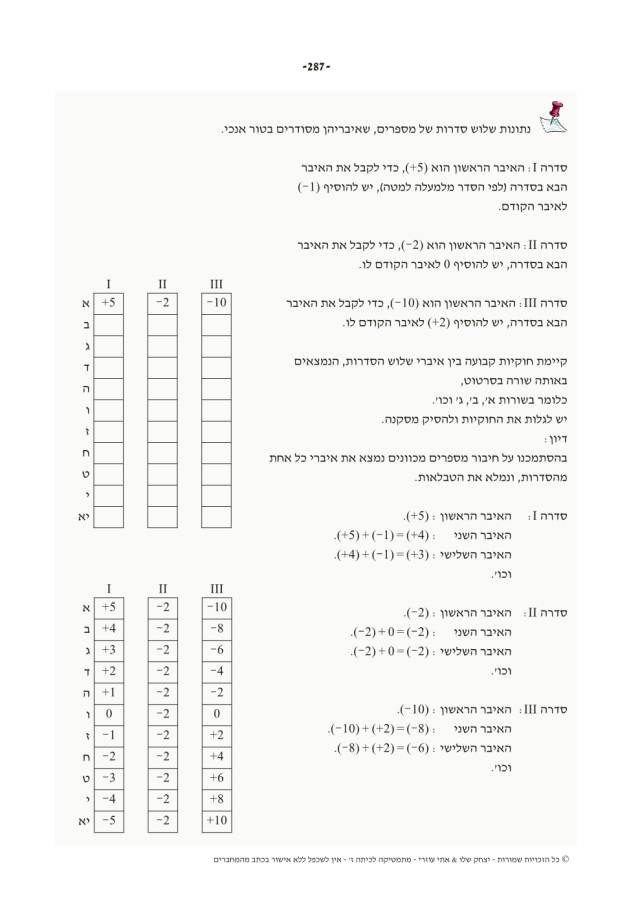 -287-
נתונות שלוש סדרות של מספרים, שאיבריהן מסודרים בטור אנכי.
סדרה I : האיבר הראשון הוא (+5), כדי לקבל את האיבר
הבא בסדרה (לפי הסדר מלמעלה למטה), יש להוסיף (−1)
לאיבר הקודם.
סדרה II : האיבר הראשון הוא (−2), כדי לקבל את האיבר
הבא בסדרה, יש להוסיף 0 לאיבר הקודם לו.
סדרה III : האיבר הראשון הוא (−10), כדי לקבל את האיבר
הבא בסדרה, יש להוסיף (+2) לאיבר הקודם לו.
קיימת חוקיות קבועה בין איברי שלוש הסדרות, הנמצאים
באותה שורה בסרטוט,
כלומר בשורות א', ב', ג' וכו'.
יש לגלות את החוקיות ולהסיק מסקנה.
דיון :
בהסתמכנו על חיבור מספרים מכוונים נמצא את איברי כל אחת
מהסדרות, ונמלא את הטבלאות.
I II III
א +5 −2 −10
ב
ג
ד
ה
ו
ז
ח
ט
י
יא
סדרה I : האיבר הראשון : (+5).
האיבר השני : (+5) + (−1) = (+4).
האיבר השלישי : (+4) + (−1) = (+3).
וכו'.
סדרה II : האיבר הראשון : (−2).
האיבר השני : (−2) + 0 = (−2).
האיבר השלישי : (−2) + 0 = (−2).
וכו'.
סדרה III : האיבר הראשון : (−10).
האיבר השני : (−10) + (+2) = (−8).
האיבר השלישי : (−8) + (+2) = (−6).
וכו'.
I II III
א +5 −2 −10
ב +4 −2 −8
ג +3 −2 −6
ד +2 −2 −4
ה +1 −2 −2
ו 0 −2 0
ז −1 −2 +2
ח −2 −2 +4
ט −3 −2 +6
י −4 −2 +8
יא −5 −2 +10
© כל הזכויות שמורות - יצחק שלו & אתי עוזרי - מתמטיקה לכיתה ז' - אין לשכפל ללא אישור בכתב מהמחברים